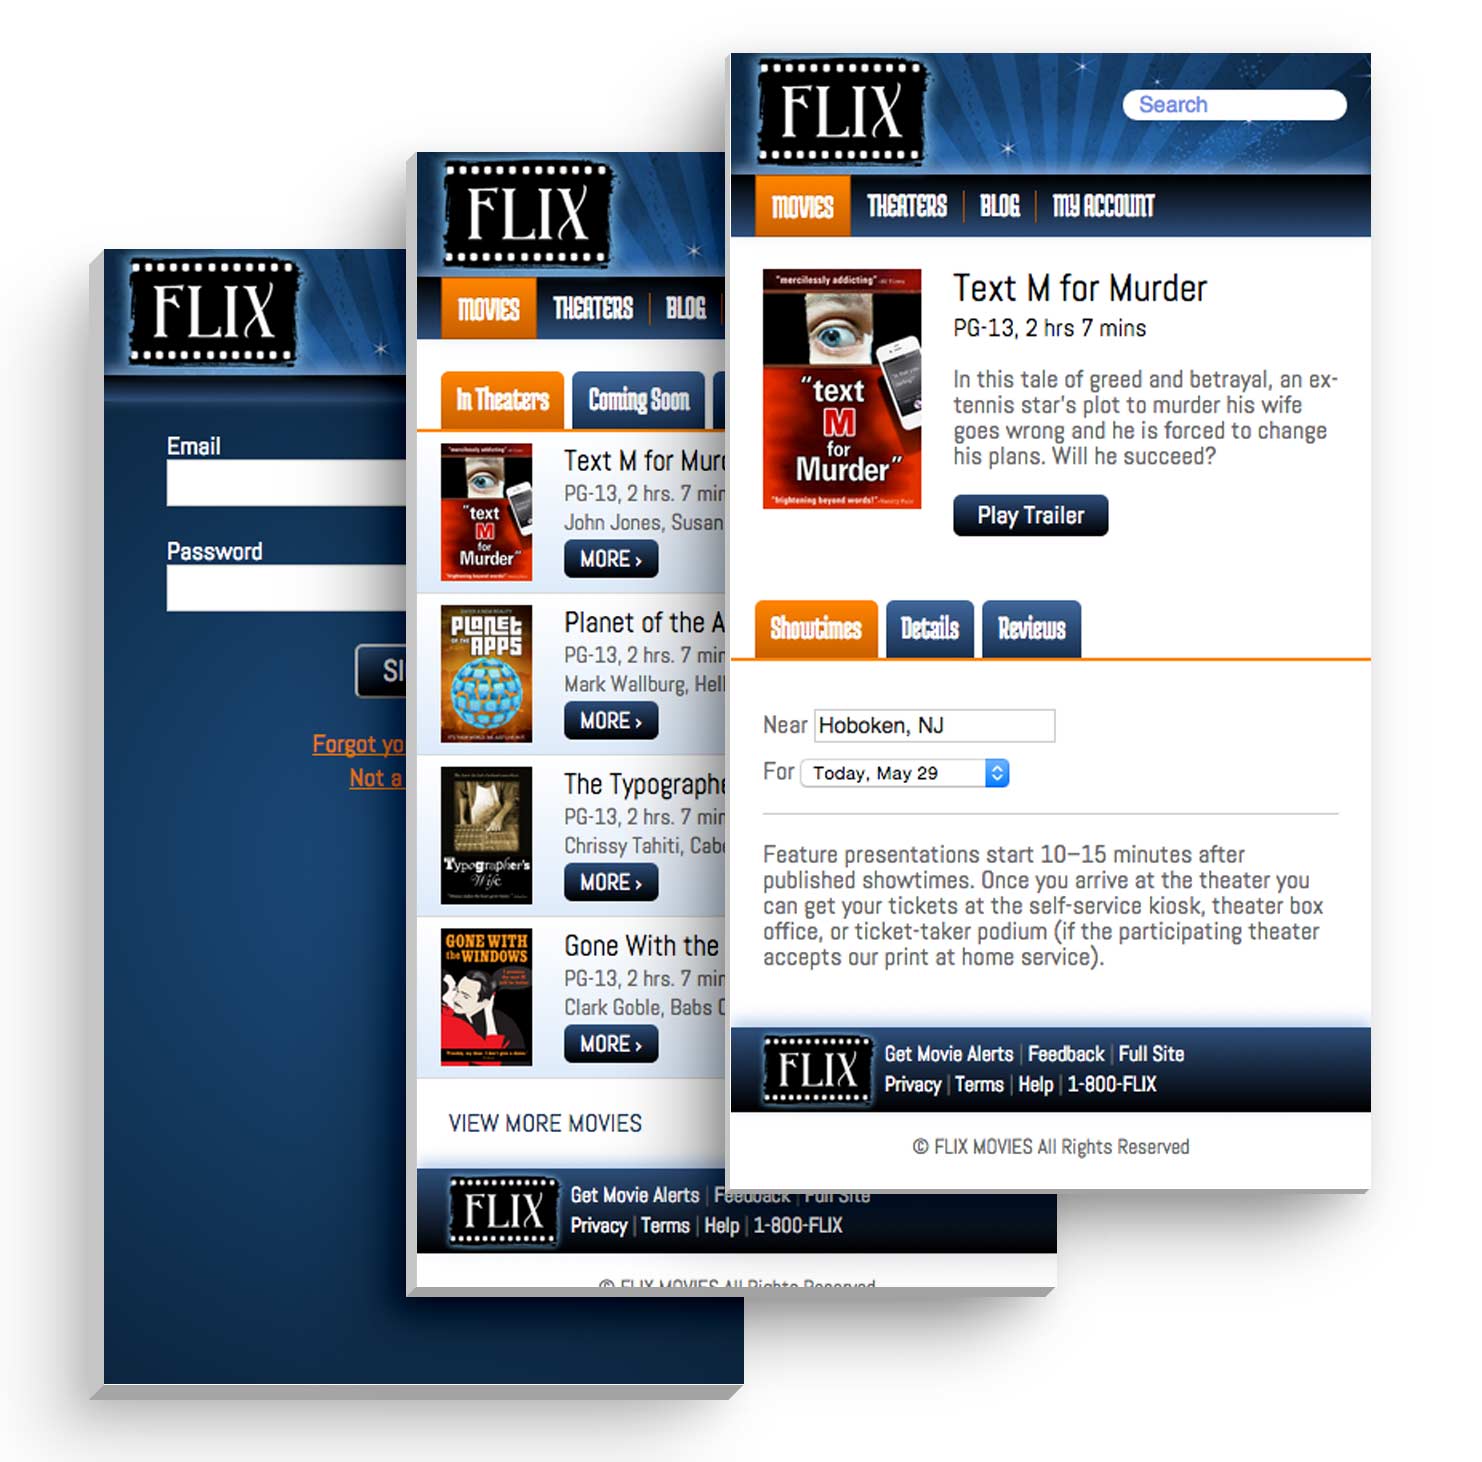 FLIX
Email
Password
SI
Forgot yo
Not a
FLIX
MOVIES
THEATERS
BLOG
In Theaters
Coming Soon
"mercilessly addicting"
"text
M
for
Murder"
Text M for Mur
PG-13, 2 hrs. 7 min
John Jones, Susan
MORE ›
PLANET
OF THE
APPS
Planet of the A
PG-13, 2 hrs. 7 min
Mark Wallburg, Hell
MORE ›
Typographer's
Wife
The Typographe
PG-13, 2 hrs. 7 min
Chrissy Tahiti, Cab
MORE ›
GONE WITH
the WINDOWS
Gone With the
PG-13, 2 hrs. 7 min
Clark Goble, Babs
MORE ›
VIEW MORE MOVIES
FLIX
Get Movie Alerts | Feedback | Full Site
Privacy | Terms | Help | 1-800-FLIX
© FLIX MOVIES All Rights Reserved
FLIX
Search
MOVIES
THEATERS
BLOG
MY ACCOUNT
"mercilessly addicting"
"text
M
for
Murder"
"frightening beyond words!"
Text M for Murder
PG-13, 2 hrs 7 mins
In this tale of greed and betrayal, an ex-
tennis star's plot to murder his wife
goes wrong and he is forced to change
his plans. Will he succeed?
Play Trailer
Showtimes
Details
Reviews
Near Hoboken, NJ
For Today, May 29
Feature presentations start 10–15 minutes after
published showtimes. Once you arrive at the theater you
can get your tickets at the self-service kiosk, theater box
office, or ticket-taker podium (if the participating theater
accepts our print at home service).
FLIX
Get Movie Alerts | Feedback | Full Site
Privacy | Terms | Help | 1-800-FLIX
© FLIX MOVIES All Rights Reserved